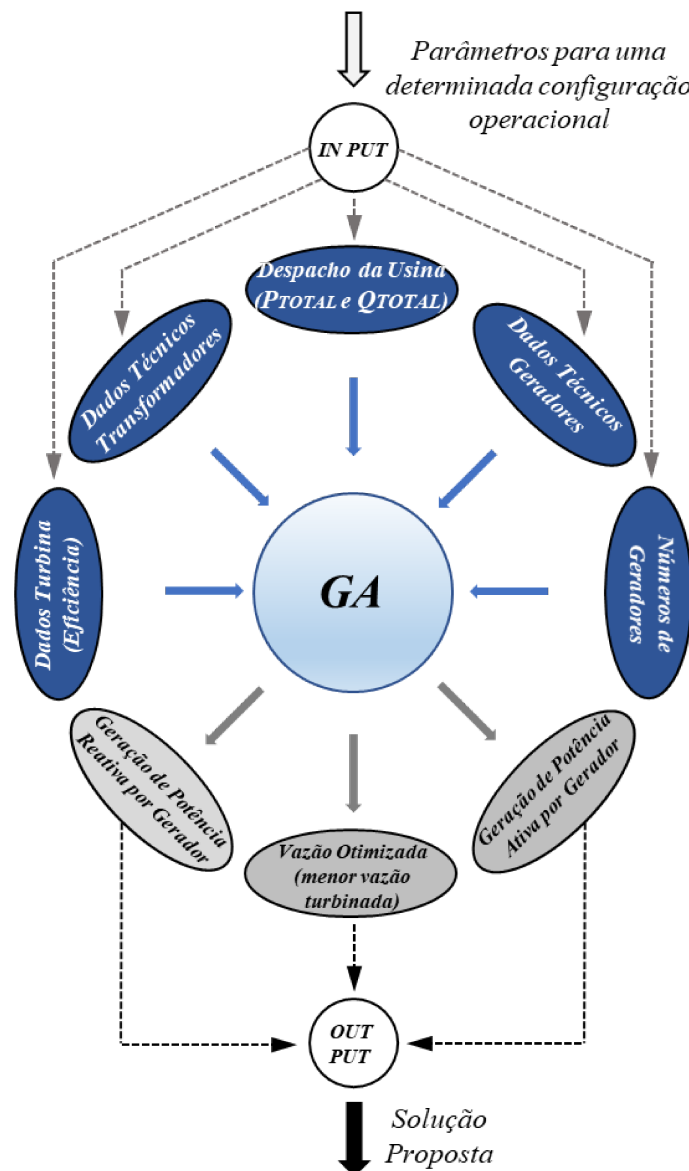 Parâmetros para uma
determinada configuração
operacional
IN PUT
Despacho da Usina
(PTOTAL e QTOTAL)
Dados Técnicos
Transformadores
Dados Técnicos
Geradores
Dados Turbina
(Eficiência)
GA
Números de
Geradores
Geração de Potência
Reativa por Gerador
Vazão Otimizada
(menor vazão
turbinada)
Geração de Potência
Ativa por Gerador
OUT
PUT
Solução
Proposta